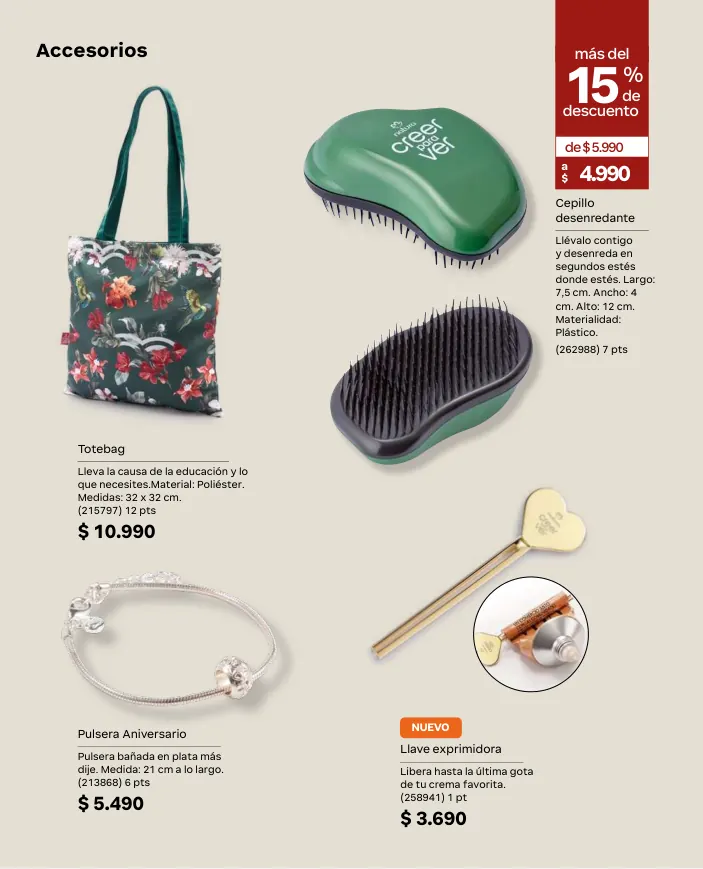 Accesorios
más del
15%
de
descuento
de $ 5.990
a
$ 4.990
Cepillo
desenredante
Llévalo contigo
y desenreda en
segundos estés
donde estés. Largo:
7,5 cm. Ancho: 4
cm. Alto: 12 cm.
Materialidad:
Plástico.
(262988) 7 pts
natura
creer
para
ver
Totebag
Lleva la causa de la educación y lo
que necesites.Material: Poliéster.
Medidas: 32 x 32 cm.
(215797) 12 pts
$ 10.990
Pulsera Aniversario
Pulsera bañada en plata más
dije. Medida: 21 cm a lo largo.
(213868) 6 pts
$ 5.490
NUEVO
Llave exprimidora
Libera hasta la última gota
de tu crema favorita.
(258941) 1 pt
$ 3.690